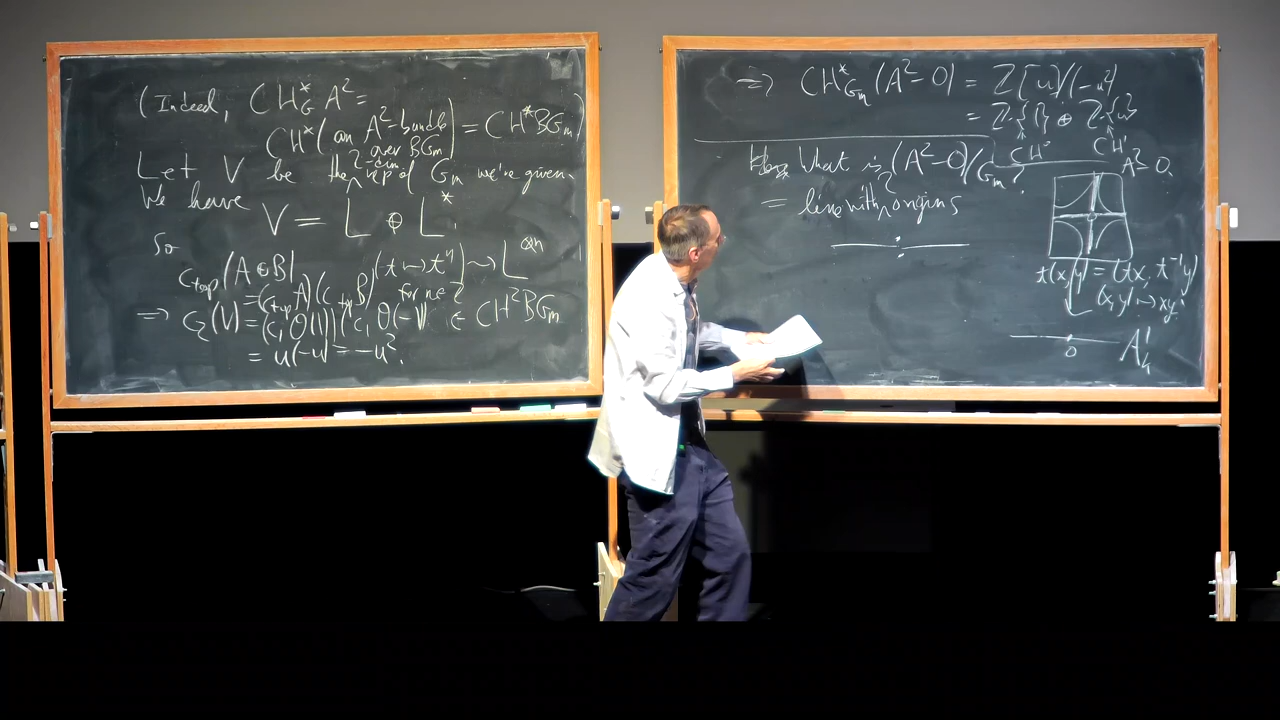 (Indeed, CH*_G A² =
CH*(an A²-bundle over BG_m) = CH*BG_m.)
Let V be the 2-dim rep of G_m we're given.
We have
V = L ⊕ L*.
So
c_top(A⊕B) = (c_top A)(c_top B)
(t ↦ tⁿ) ⇝ L^{⊗n}
for n ∈ Z
⇒ c₂(V) = (c₁ O(1))(c₁ O(-1)) ∈ CH²BG_m
= u(-u) = -u².
⇒ CH*_{G_m}(A²-0) = Z[u]/(-u²)
= Z·{1} ⊕ Z·{u}
CH⁰ CH¹
What is (A²-0)/G_m?
= line with 2 origins
A²-0.
t(x,y) = (tx, t⁻¹y)
(x,y) ↦ xy
0
A¹_k